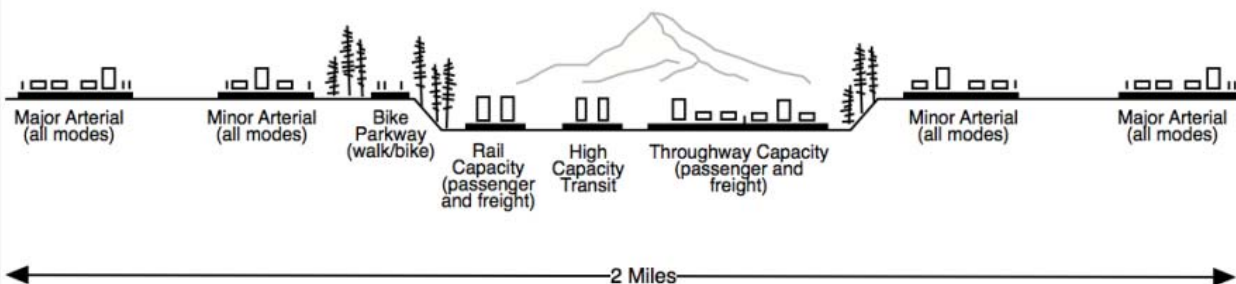 Major Arterial
(all modes)
Minor Arterial
(all modes)
Bike
Parkway
(walk/bike)
Rail
Capacity
(passenger
and freight)
High
Capacity
Transit
Throughway Capacity
(passenger and
freight)
Minor Arterial
(all modes)
Major Arterial
(all modes)
2 Miles